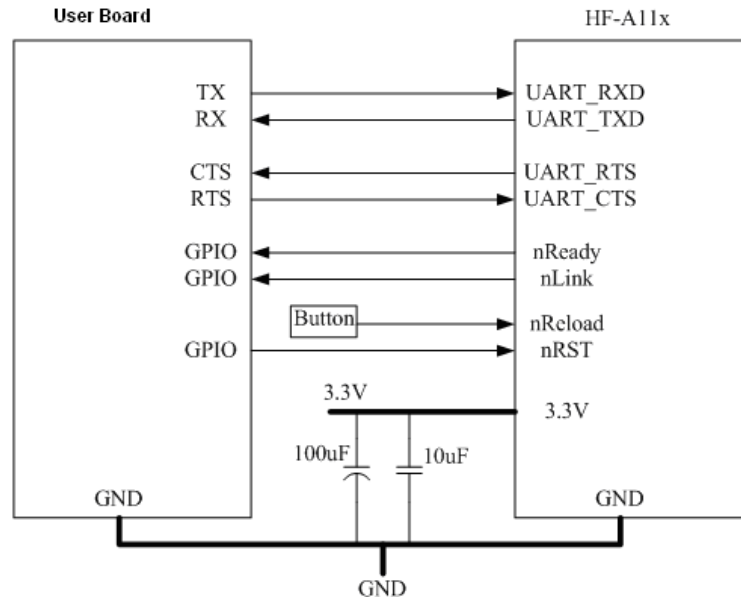 User Board HF-A11x
TX UART_RXD
RX UART_TXD
CTS UART_RTS
RTS UART_CTS
GPIO nReady
GPIO nLink
Button nReload
GPIO nRST
3.3V 3.3V
100uF 10uF
GND GND
GND